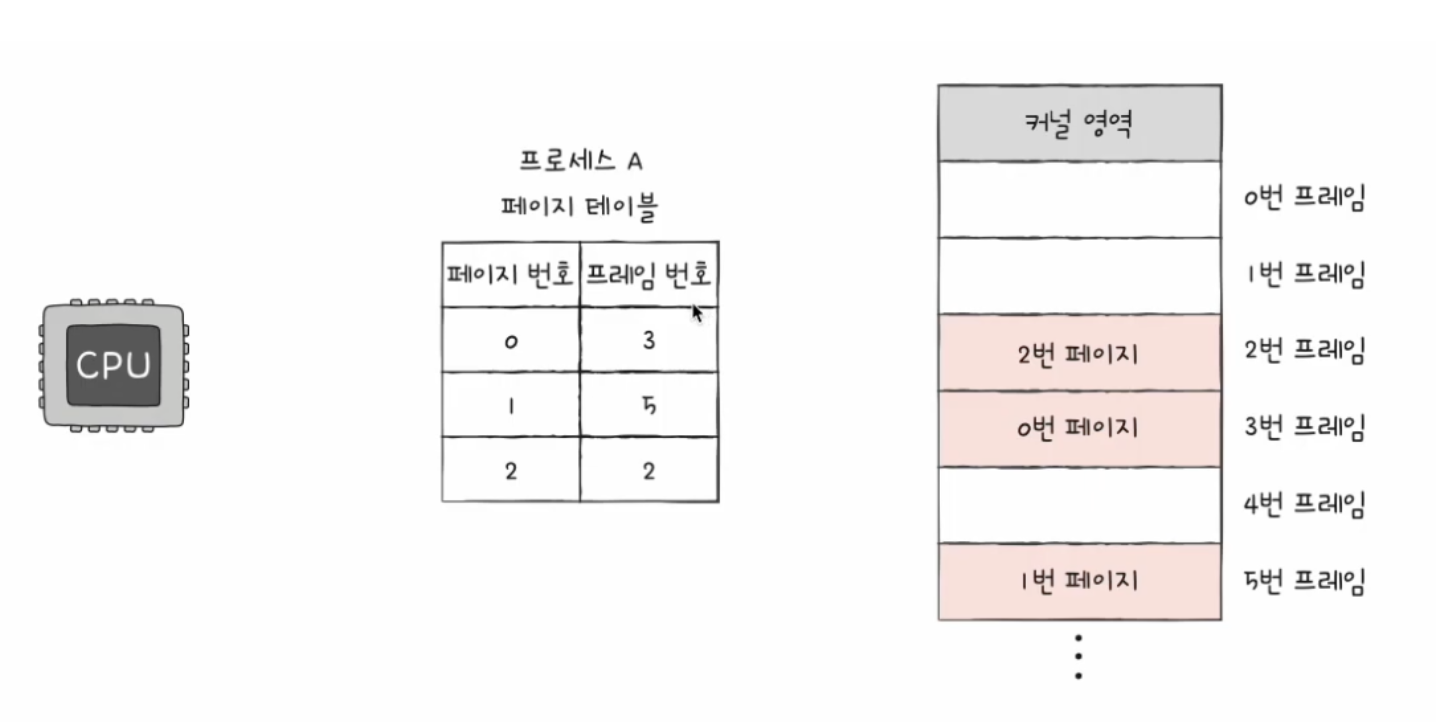 CPU
프로세스 A
페이지 테이블
페이지 번호 프레임 번호
0 3
1 5
2 2
커널 영역
0번 프레임
1번 프레임
2번 페이지 2번 프레임
0번 페이지 3번 프레임
4번 프레임
1번 페이지 5번 프레임